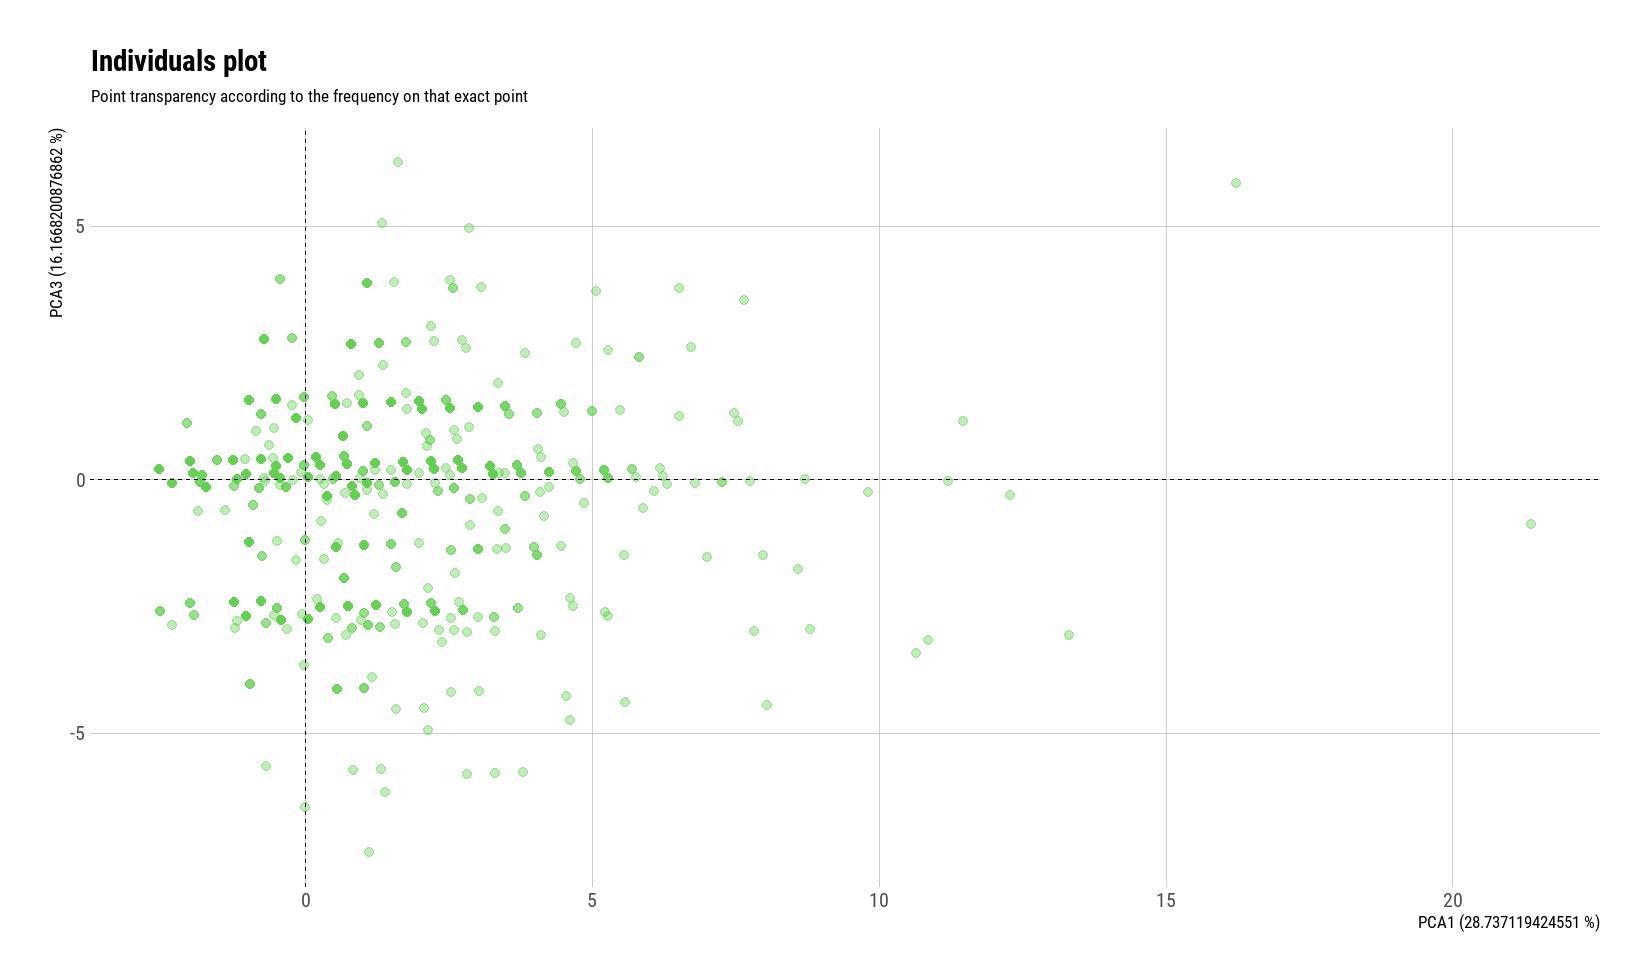 Individuals plot
Point transparency according to the frequency on that exact point
PCA3 (16.1668200876862 %)
5
0
-5
0
5
10
15
20
PCA1 (28.737119424551 %)